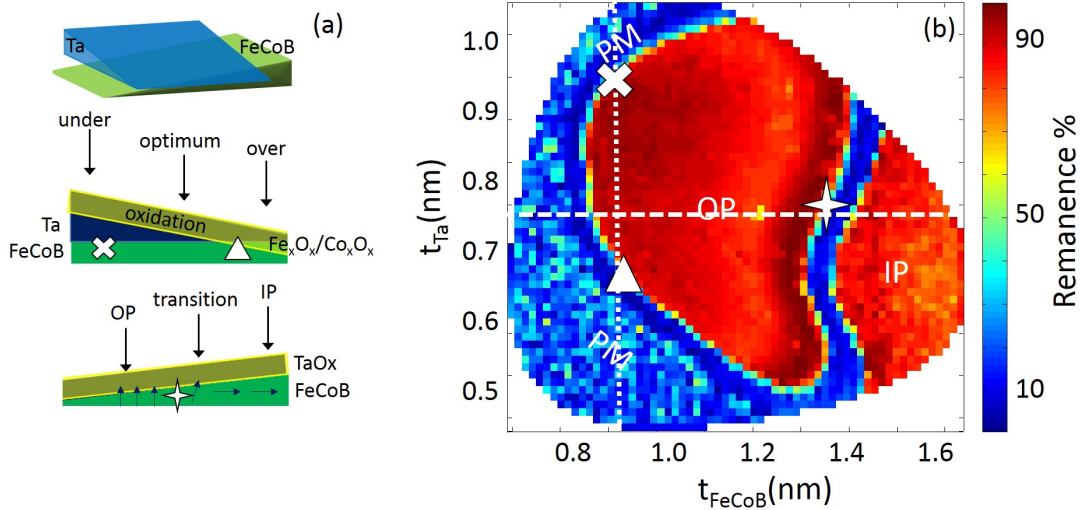 (a)
Ta
FeCoB
under
optimum
over
oxidation
Ta
FeCoB
FeₓOₓ/CoₓOₓ
OP
transition
IP
TaOx
FeCoB
(b)
PM
OP
IP
PM
1.0
0.9
0.8
0.7
0.6
0.5
t_Ta(nm)
0.8
1.0
1.2
1.4
1.6
t_FeCoB(nm)
90
50
10
Remanence %